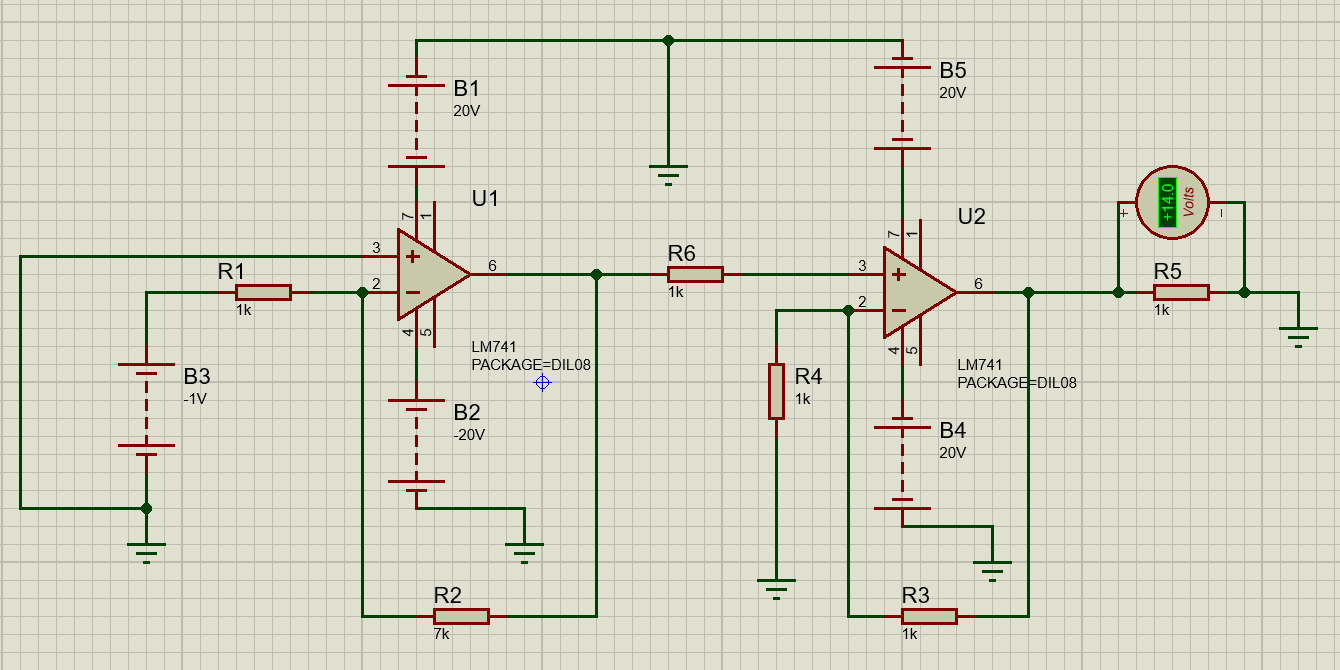 B1
20V
B5
20V
U1
7
1
3
+
2
−
6
4
5
LM741
PACKAGE=DIL08
R1
1k
B3
-1V
B2
-20V
R2
7k
R6
1k
U2
7
1
3
+
2
−
6
4
5
LM741
PACKAGE=DIL08
R4
1k
B4
20V
R3
1k
+14.0
Volts
+
−
R5
1k